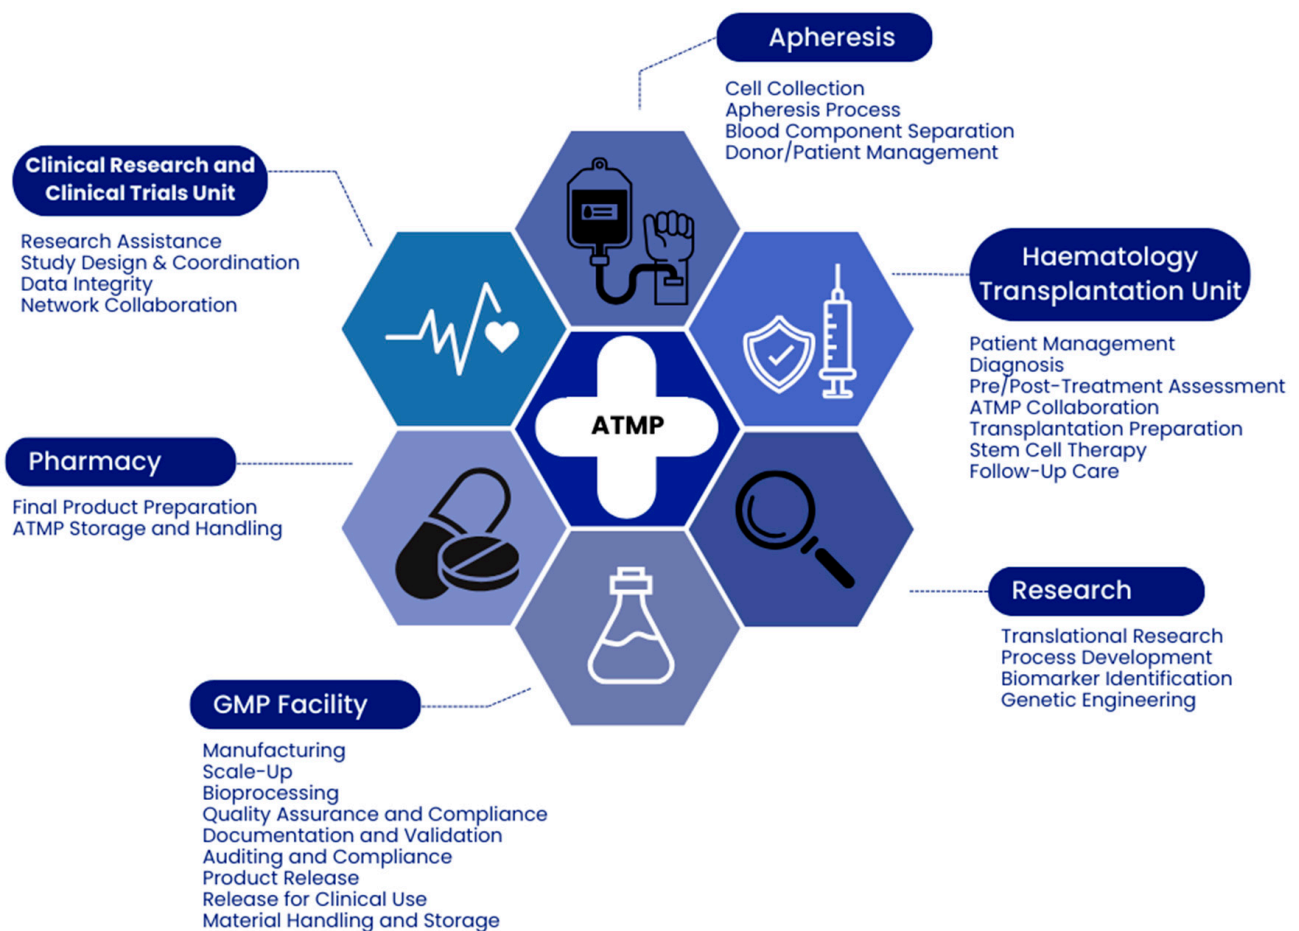 Apheresis
Cell Collection
Apheresis Process
Blood Component Separation
Donor/Patient Management
Clinical Research and
Clinical Trials Unit
Research Assistance
Study Design & Coordination
Data Integrity
Network Collaboration
Haematology
Transplantation Unit
Patient Management
Diagnosis
Pre/Post-Treatment Assessment
ATMP Collaboration
Transplantation Preparation
Stem Cell Therapy
Follow-Up Care
ATMP
Pharmacy
Final Product Preparation
ATMP Storage and Handling
Research
Translational Research
Process Development
Biomarker Identification
Genetic Engineering
GMP Facility
Manufacturing
Scale-Up
Bioprocessing
Quality Assurance and Compliance
Documentation and Validation
Auditing and Compliance
Product Release
Release for Clinical Use
Material Handling and Storage